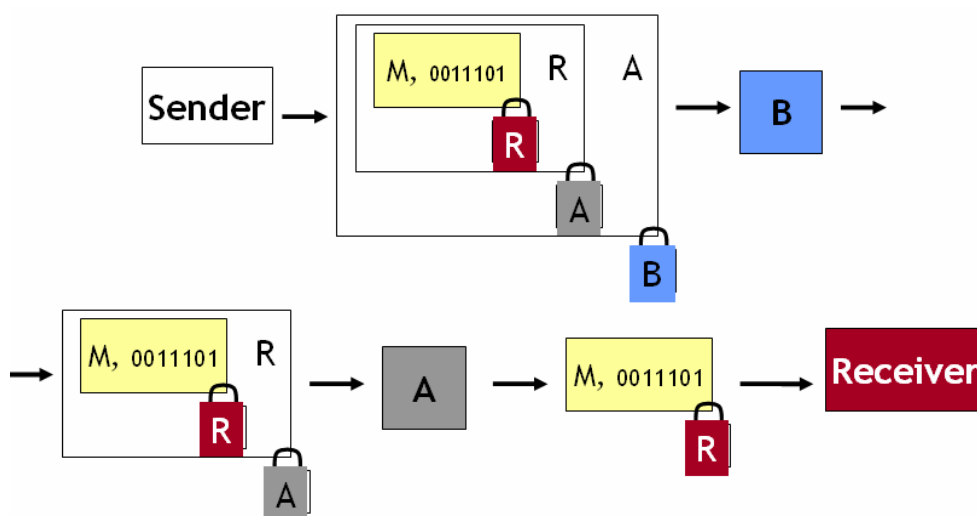 M, 0011101 R A
Sender
R
B
A
B
M, 0011101 R
R
A
A
M, 0011101
R
Receiver